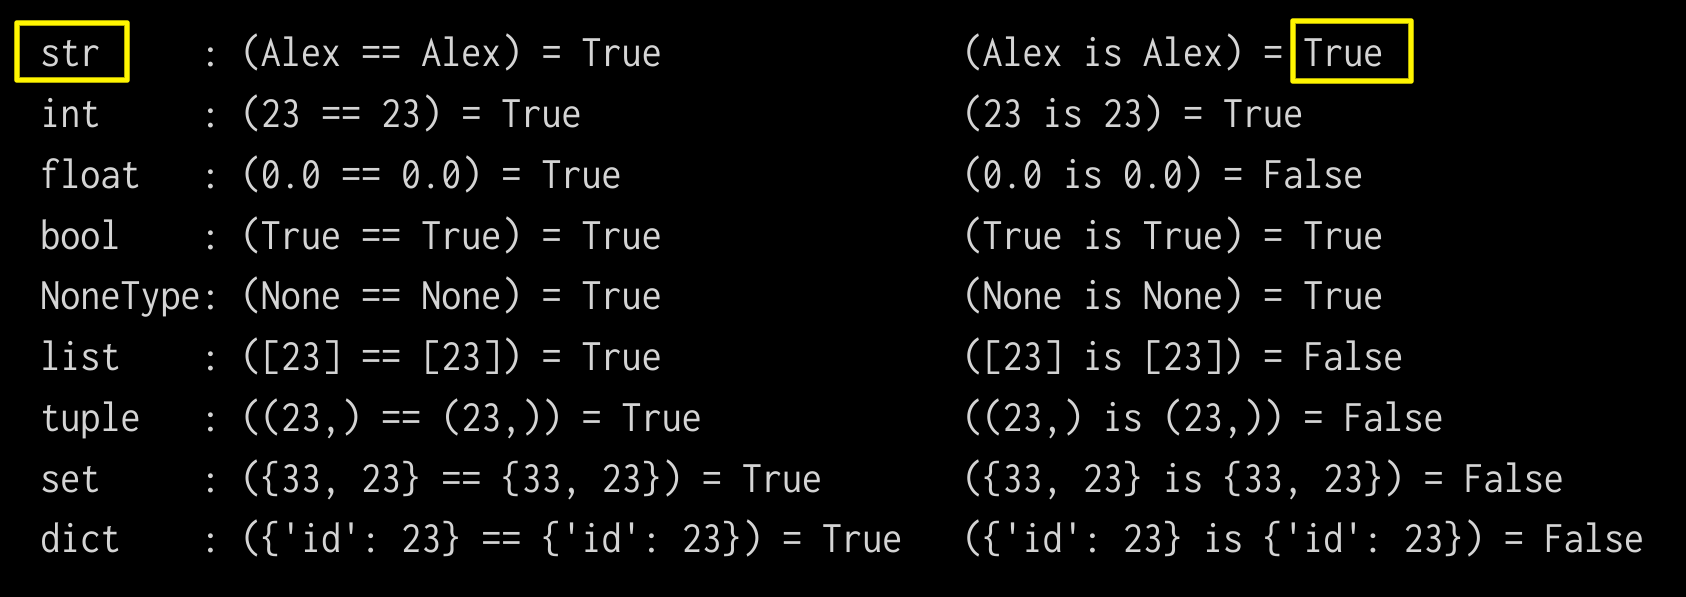 str     : (Alex == Alex) = True               (Alex is Alex) = True
int     : (23 == 23) = True                   (23 is 23) = True
float   : (0.0 == 0.0) = True                 (0.0 is 0.0) = False
bool    : (True == True) = True               (True is True) = True
NoneType: (None == None) = True               (None is None) = True
list    : ([23] == [23]) = True               ([23] is [23]) = False
tuple   : ((23,) == (23,)) = True             ((23,) is (23,)) = False
set     : ({33, 23} == {33, 23}) = True       ({33, 23} is {33, 23}) = False
dict    : ({'id': 23} == {'id': 23}) = True   ({'id': 23} is {'id': 23}) = False